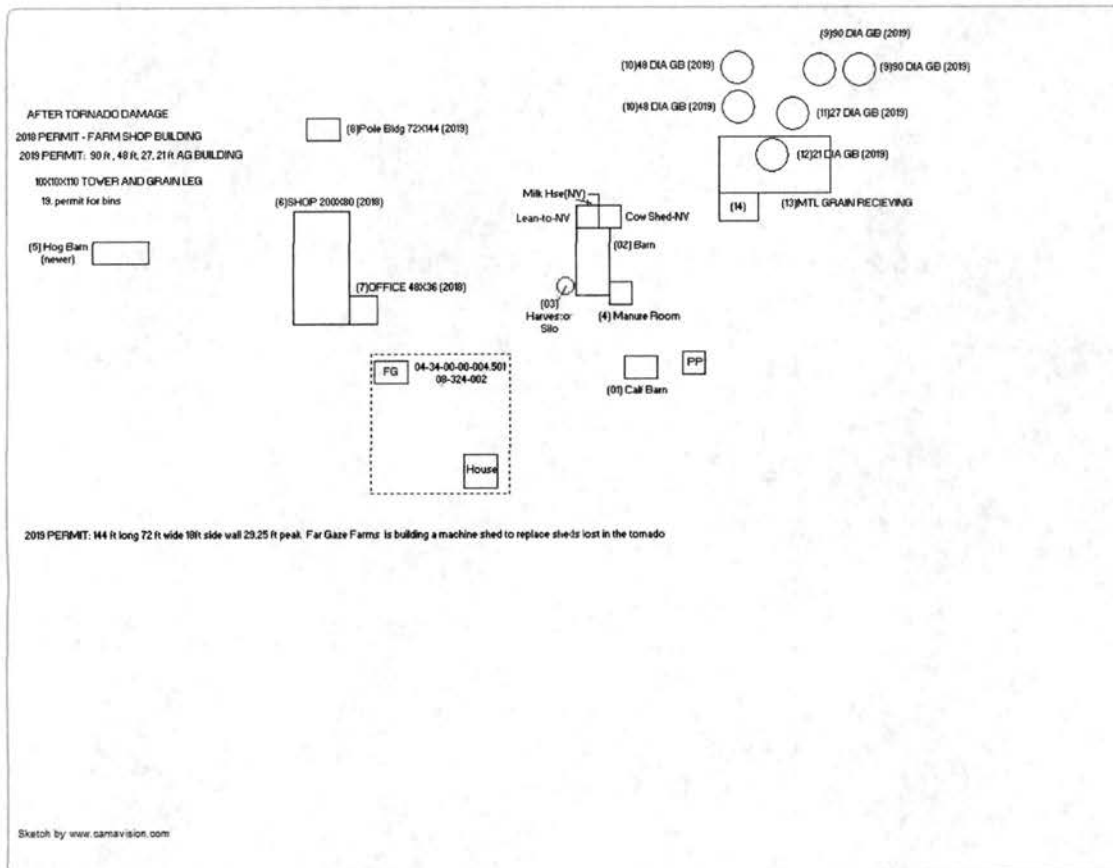 (9)90 DIA GB (2019)
(10)48 DIA GB (2019)
(9)90 DIA GB (2019)
AFTER TORNADO DAMAGE
(10)48 DIA GB (2019)
(11)27 DIA GB (2019)
2018 PERMIT - FARM SHOP BUILDING
(8)Pole Bldg 72X144 (2019)
2019 PERMIT: 90 ft , 48 ft, 27, 21 ft AG BUILDING
(12)21 DIA GB (2019)
10X10X110 TOWER AND GRAIN LEG
19. permit for bins
(6)SHOP 200X80 (2018)
Milk Hse(NV)
(14)
(13)MTL GRAIN RECIEVING
Lean-to-NV
Cow Shed-NV
(5) Hog Barn
(newer)
(02) Barn
(7)OFFICE 48X36 (2018)
(03)
Harvestor
Silo
(4) Manure Room
FG
04-34-00-00-004.501
08-324-002
PP
(01) Calf Barn
House
2019 PERMIT: 144 ft long 72 ft wide 18ft side wall 29.25 ft peak. Far Gaze Farms is building a machine shed to replace sheds lost in the tornado
Sketch by www.camavision.com